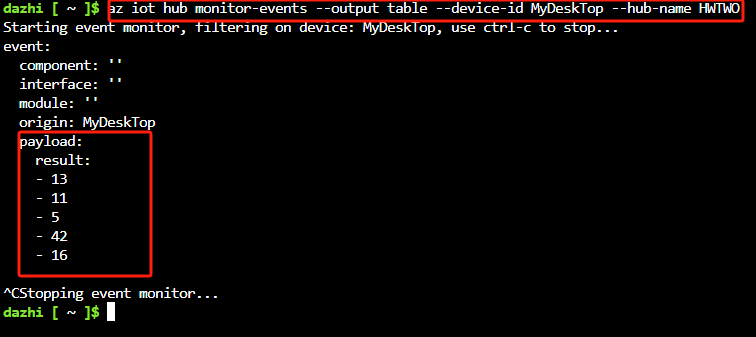 dazhi [ ~ ]$ az iot hub monitor-events --output table --device-id MyDeskTop --hub-name HWTWO
Starting event monitor, filtering on device: MyDeskTop, use ctrl-c to stop...
event:
  component: ''
  interface: ''
  module: ''
  origin: MyDeskTop
  payload:
    result:
    - 13
    - 11
    - 5
    - 42
    - 16
^CStopping event monitor...
dazhi [ ~ ]$